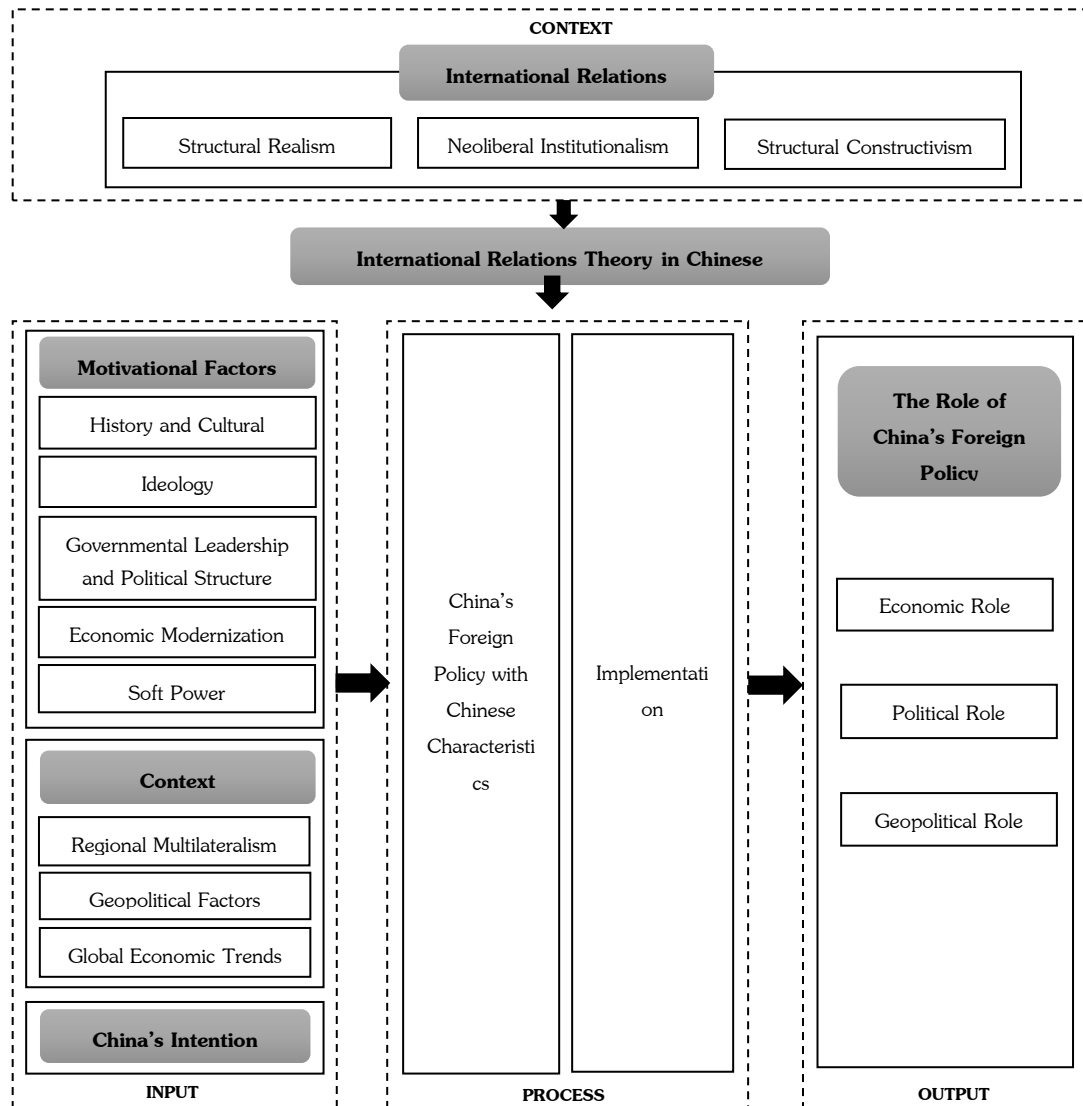 CONTEXT
International Relations
Structural Realism
Neoliberal Institutionalism
Structural Constructivism
International Relations Theory in Chinese
Motivational Factors
History and Cultural
Ideology
Governmental Leadership
and Political Structure
Economic Modernization
Soft Power
Context
Regional Multilateralism
Geopolitical Factors
Global Economic Trends
China's Intention
INPUT
China's
Foreign
Policy with
Chinese
Characteristi
cs
Implementati
on
PROCESS
The Role of
China's Foreign
Policy
Economic Role
Political Role
Geopolitical Role
OUTPUT